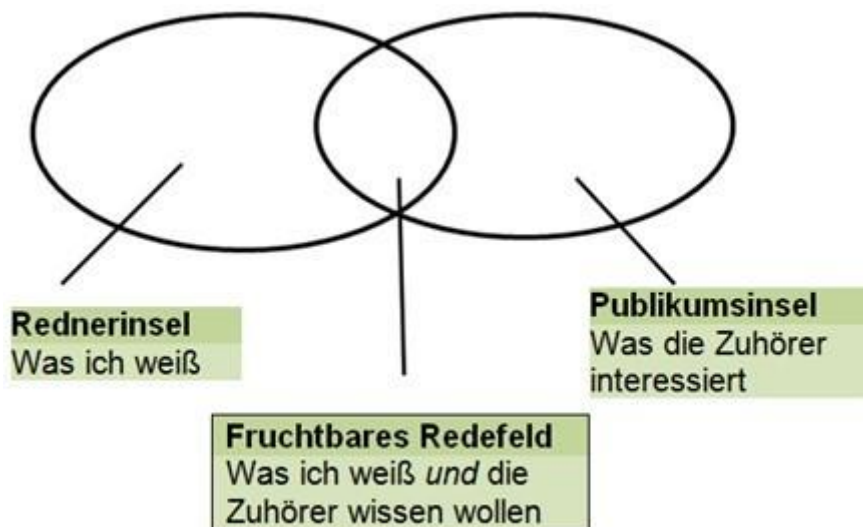 Rednerinsel
Was ich weiß
Publikumsinsel
Was die Zuhörer
interessiert
Fruchtbares Redefeld
Was ich weiß und die
Zuhörer wissen wollen